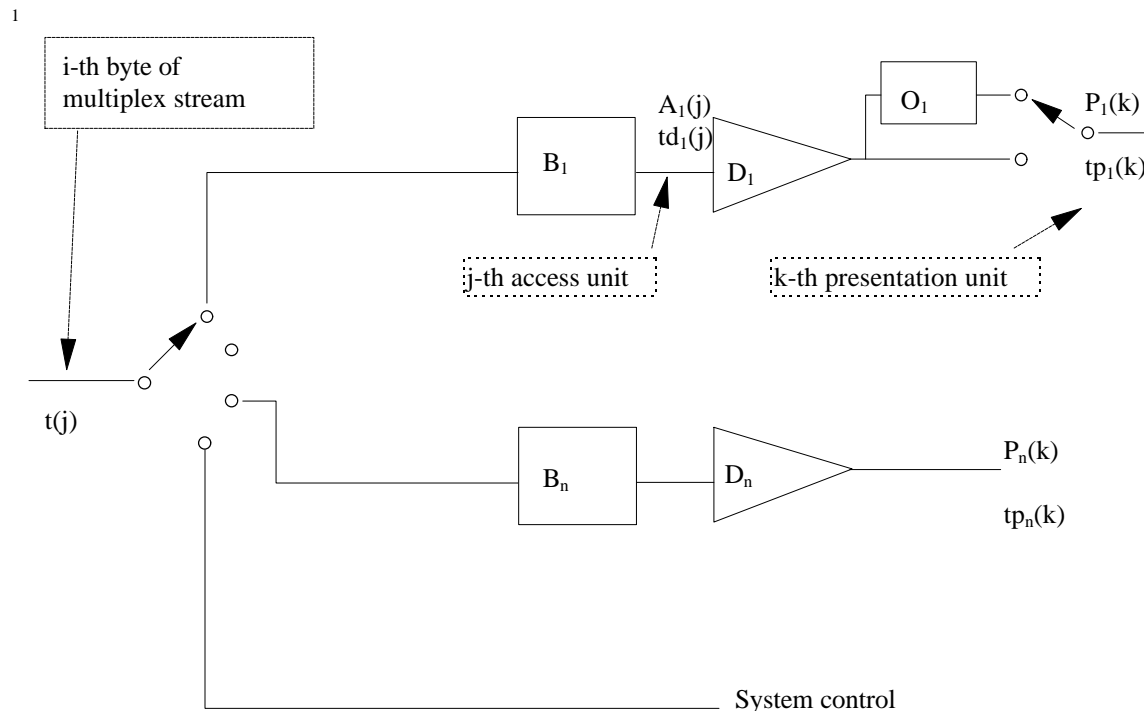 1
i-th byte of
multiplex stream
A₁(j)
td₁(j)
B₁
D₁
O₁
P₁(k)
tp₁(k)
j-th access unit
k-th presentation unit
t(j)
Bₙ
Dₙ
Pₙ(k)
tpₙ(k)
System control